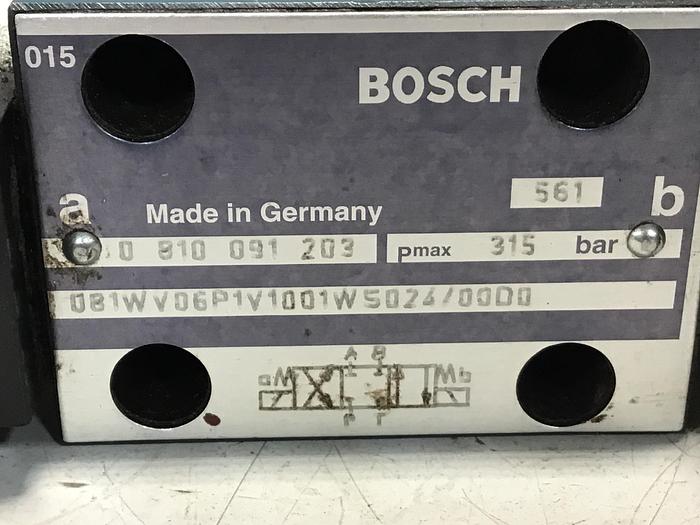 015
BOSCH
561
a
b
Made in Germany
0 810 091 203
Pmax 315 bar
081WV06P1V1001WS024/00D0
A B
a M
M b
P T